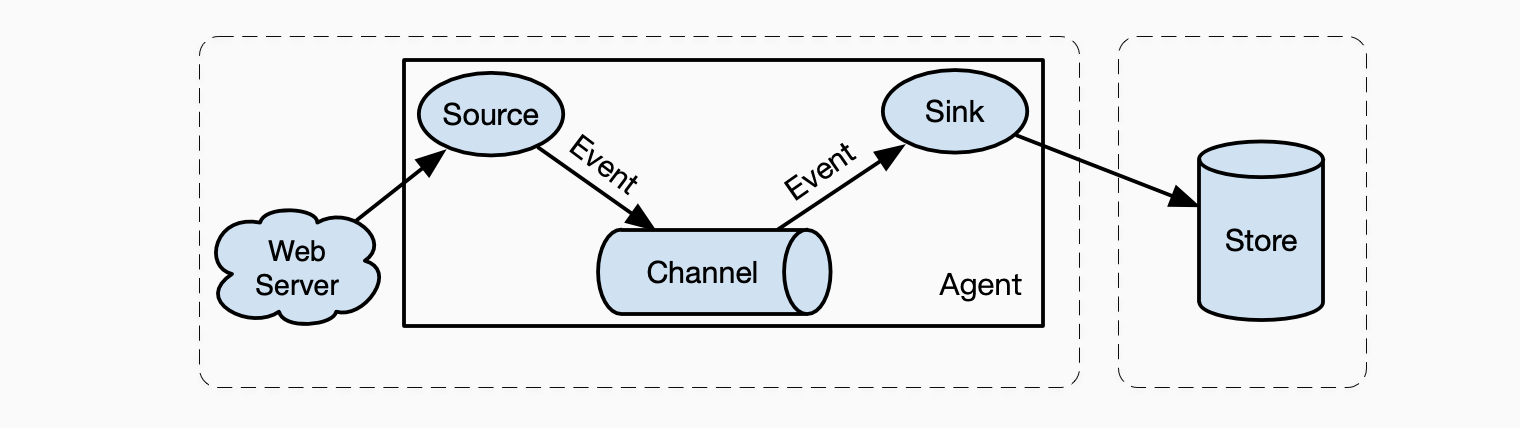 Source
Sink
Event
Event
Web
Server
Channel
Agent
Store